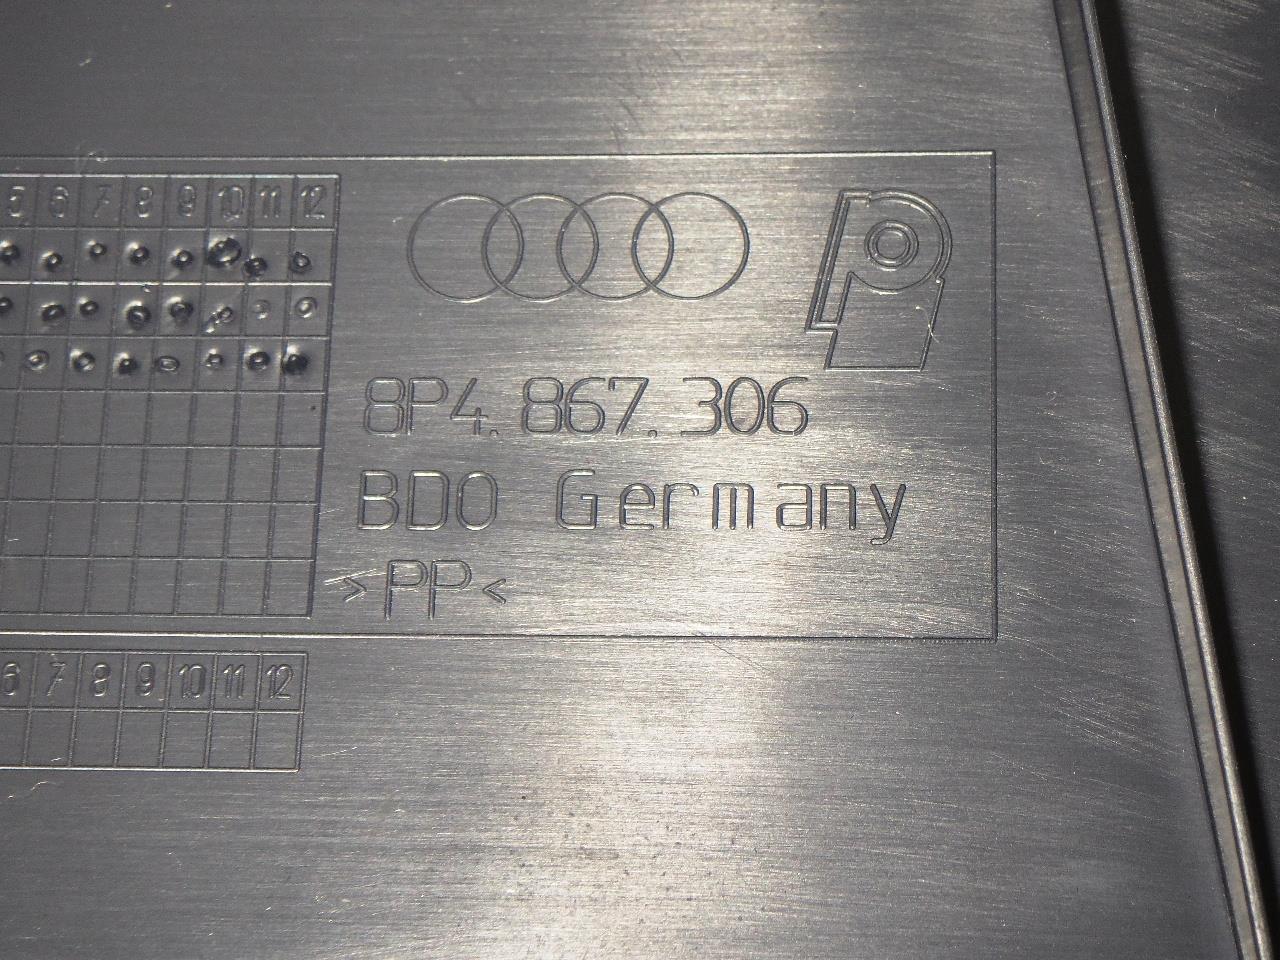 5 6 7 8 9 10 11 12
8P4.867.306
BDO Germany
>PP<
6 7 8 9 10 11 12